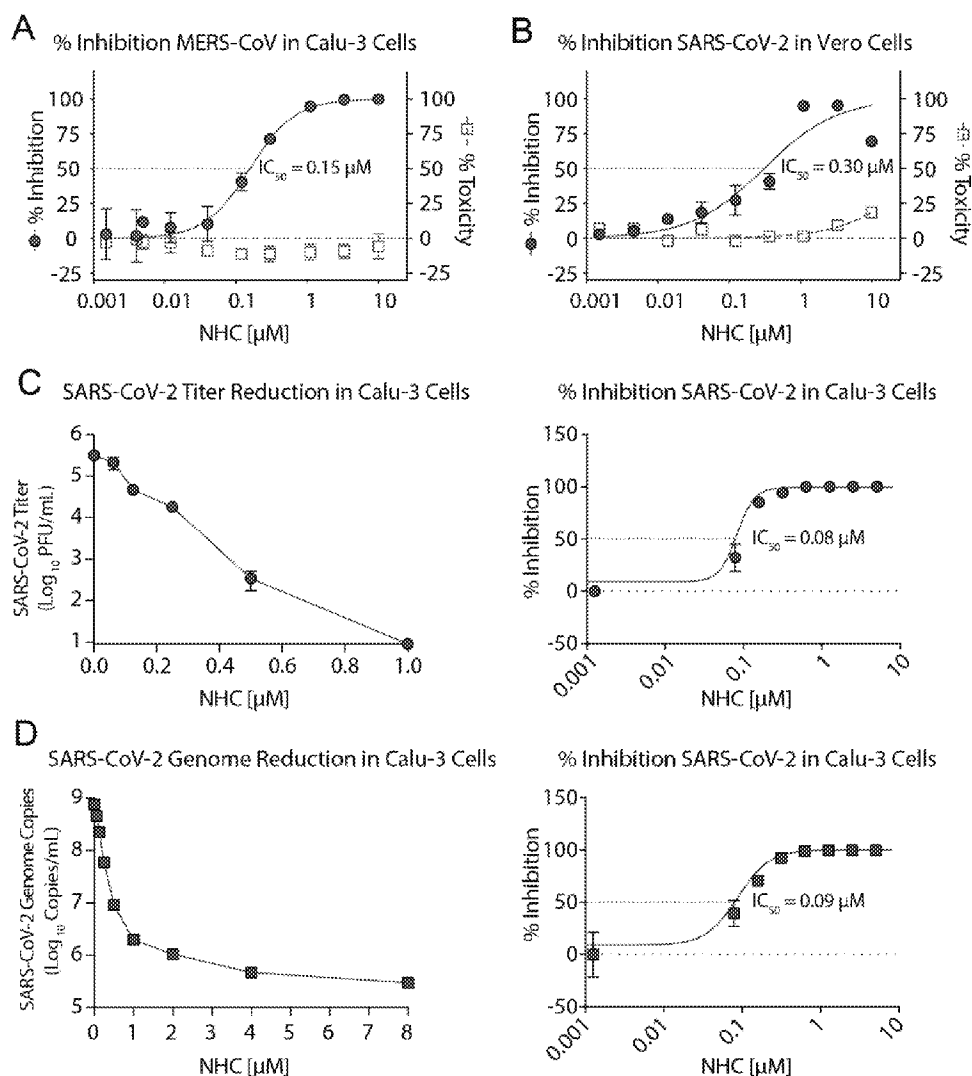 A
% Inhibition MERS-CoV in Calu-3 Cells
% Inhibition
100
75
50
25
0
-25
IC50 = 0.15 µM
100
75
50
25
0
-25
% Toxicity
0.001
0.01
0.1
1
10
NHC [µM]
B
% Inhibition SARS-CoV-2 in Vero Cells
% Inhibition
100
75
50
25
0
-25
IC50 = 0.30 µM
100
75
50
25
0
-25
% Toxicity
0.001
0.01
0.1
1
10
NHC [µM]
C
SARS-CoV-2 Titer Reduction in Calu-3 Cells
SARS-CoV-2 Titer
(Log10 PFU/mL)
6
5
4
3
2
1
0.0
0.2
0.4
0.6
0.8
1.0
NHC [µM]
% Inhibition SARS-CoV-2 in Calu-3 Cells
% Inhibition
150
100
50
0
-50
IC50 = 0.08 µM
0.001
0.01
0.1
1
10
NHC [µM]
D
SARS-CoV-2 Genome Reduction in Calu-3 Cells
SARS-CoV-2 Genome Copies
(Log10 Copies/mL)
9
8
7
6
5
0
1
2
3
4
5
6
7
8
NHC [µM]
% Inhibition SARS-CoV-2 in Calu-3 Cells
% Inhibition
150
100
50
0
-50
IC50 = 0.09 µM
0.001
0.01
0.1
1
10
NHC [µM]